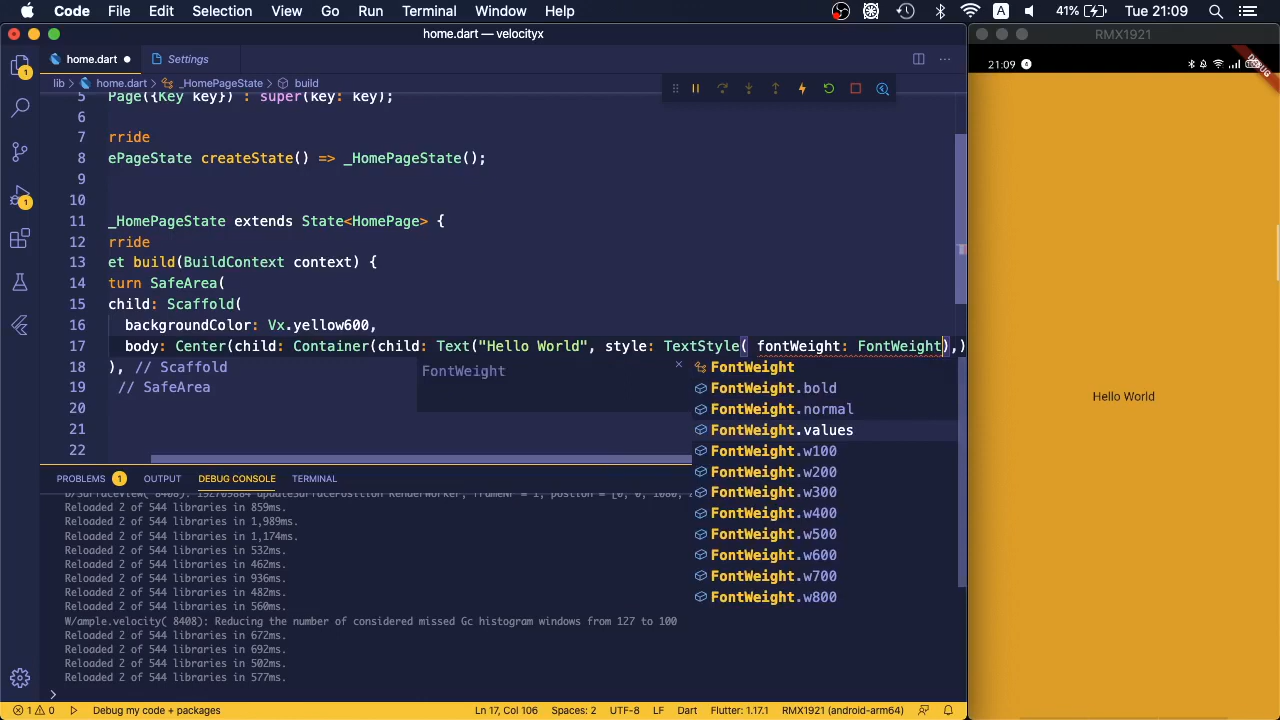 Code File Edit Selection View Go Run Terminal Window Help A 41% Tue 21:09
home.dart — velocityx
RMX1921
home.dart Settings
21:09 4
DEBUG
lib > home.dart > _HomePageState > build
5 Page({Key key}) : super(key: key);
6
7 rride
8 ePageState createState() => _HomePageState();
9
10
11 _HomePageState extends State<HomePage> {
12 rride
13 et build(BuildContext context) {
14 turn SafeArea(
15 child: Scaffold(
16 backgroundColor: Vx.yellow600,
17 body: Center(child: Container(child: Text("Hello World", style: TextStyle( fontWeight: FontWeight),)
18 ), // Scaffold
19 // SafeArea
20
21
22
FontWeight
FontWeight
FontWeight.bold
FontWeight.normal
FontWeight.values
FontWeight.w100
FontWeight.w200
FontWeight.w300
FontWeight.w400
FontWeight.w500
FontWeight.w600
FontWeight.w700
FontWeight.w800
Hello World
1
1
PROBLEMS 1 OUTPUT DEBUG CONSOLE TERMINAL
Reloaded 2 of 544 libraries in 859ms.
Reloaded 2 of 544 libraries in 1,989ms.
Reloaded 2 of 544 libraries in 1,174ms.
Reloaded 2 of 544 libraries in 532ms.
Reloaded 2 of 544 libraries in 462ms.
Reloaded 2 of 544 libraries in 936ms.
Reloaded 2 of 544 libraries in 482ms.
Reloaded 2 of 544 libraries in 560ms.
W/ample.velocity( 8408): Reducing the number of considered missed Gc histogram windows from 127 to 100
Reloaded 2 of 544 libraries in 672ms.
Reloaded 2 of 544 libraries in 692ms.
Reloaded 2 of 544 libraries in 502ms.
Reloaded 2 of 544 libraries in 577ms.
>
1 0 Debug my code + packages Ln 17, Col 106 Spaces: 2 UTF-8 LF Dart Flutter: 1.17.1 RMX1921 (android-arm64)